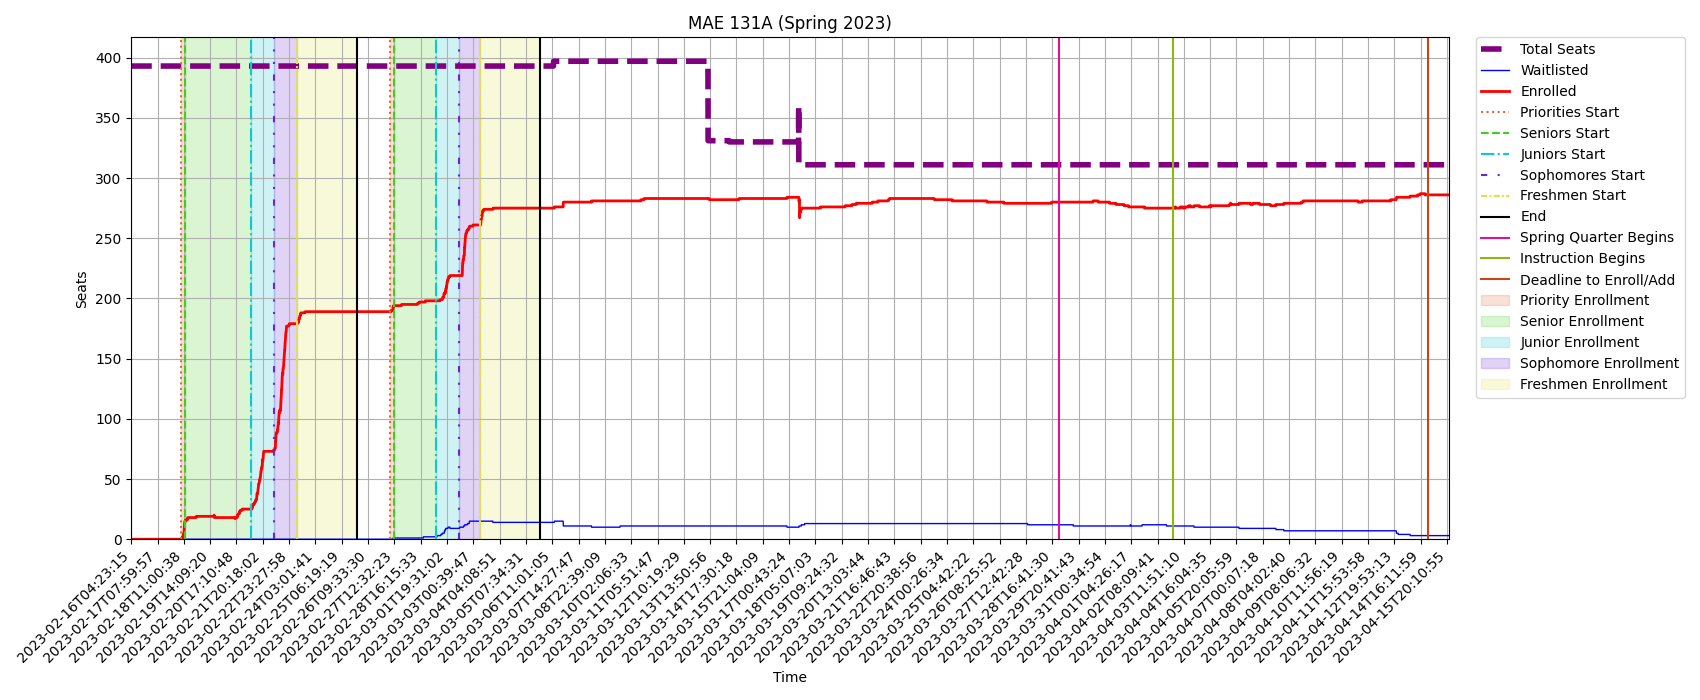 MAE 131A (Spring 2023)
Seats
400
350
300
250
200
150
100
50
0
2023-02-16T04:23:15
2023-02-17T07:59:57
2023-02-18T11:00:38
2023-02-19T14:09:20
2023-02-20T17:10:48
2023-02-21T20:18:02
2023-02-22T23:27:58
2023-02-24T03:01:41
2023-02-25T06:19:19
2023-02-26T09:33:30
2023-02-27T12:32:23
2023-02-28T16:15:33
2023-03-01T19:31:02
2023-03-03T00:39:47
2023-03-04T04:08:51
2023-03-05T07:34:31
2023-03-06T11:01:05
2023-03-07T14:27:47
2023-03-08T22:39:09
2023-03-10T02:06:33
2023-03-11T05:51:47
2023-03-12T10:19:29
2023-03-13T13:50:56
2023-03-14T17:30:18
2023-03-15T21:04:09
2023-03-17T00:43:24
2023-03-18T05:07:03
2023-03-19T09:24:32
2023-03-20T13:03:44
2023-03-21T16:46:43
2023-03-22T20:38:56
2023-03-24T00:26:34
2023-03-25T04:42:22
2023-03-26T08:25:52
2023-03-27T12:42:28
2023-03-28T16:41:30
2023-03-29T20:41:43
2023-03-31T00:34:54
2023-04-01T04:26:17
2023-04-02T08:09:41
2023-04-03T11:51:10
2023-04-04T16:04:35
2023-04-05T20:05:59
2023-04-07T00:07:18
2023-04-08T04:02:40
2023-04-09T08:06:32
2023-04-10T11:56:19
2023-04-11T15:53:58
2023-04-12T19:53:13
2023-04-14T16:11:59
2023-04-15T20:10:55
Time
Total Seats
Waitlisted
Enrolled
Priorities Start
Seniors Start
Juniors Start
Sophomores Start
Freshmen Start
End
Spring Quarter Begins
Instruction Begins
Deadline to Enroll/Add
Priority Enrollment
Senior Enrollment
Junior Enrollment
Sophomore Enrollment
Freshmen Enrollment